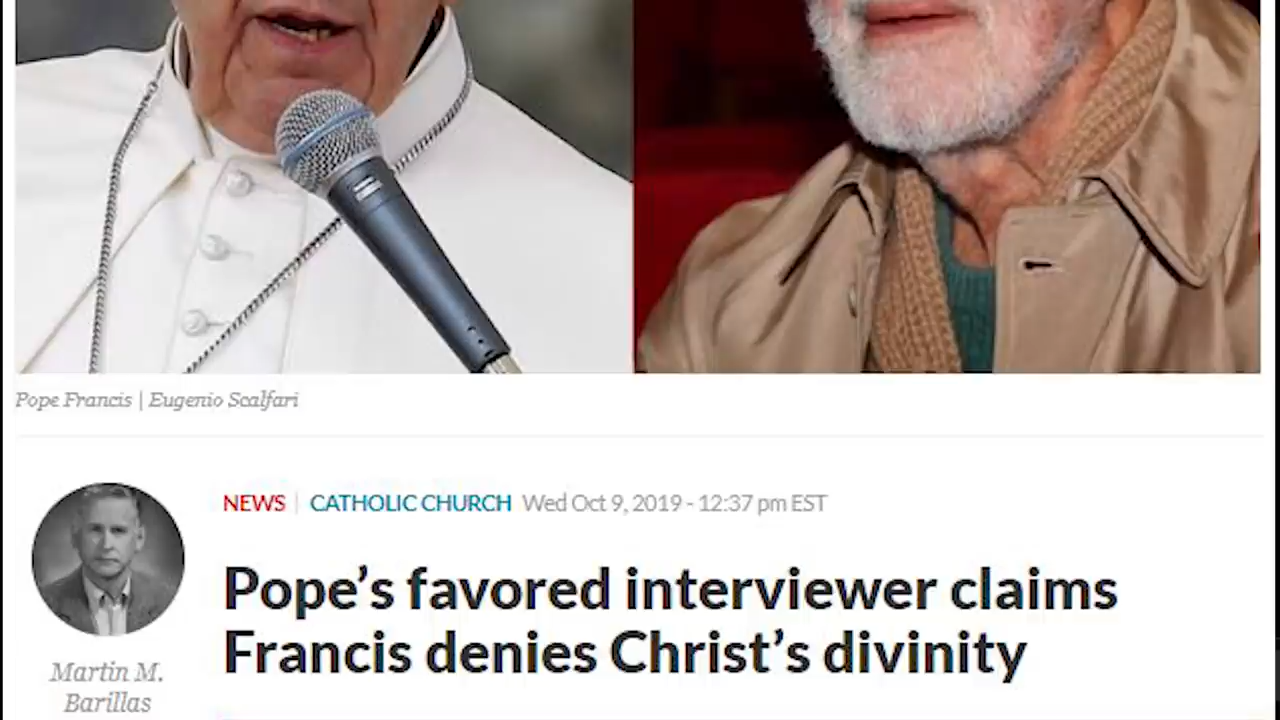 Pope Francis | Eugenio Scalfari
NEWS | CATHOLIC CHURCH Wed Oct 9, 2019 - 12:37 pm EST
Pope's favored interviewer claims
Francis denies Christ's divinity
Martin M.
Barillas